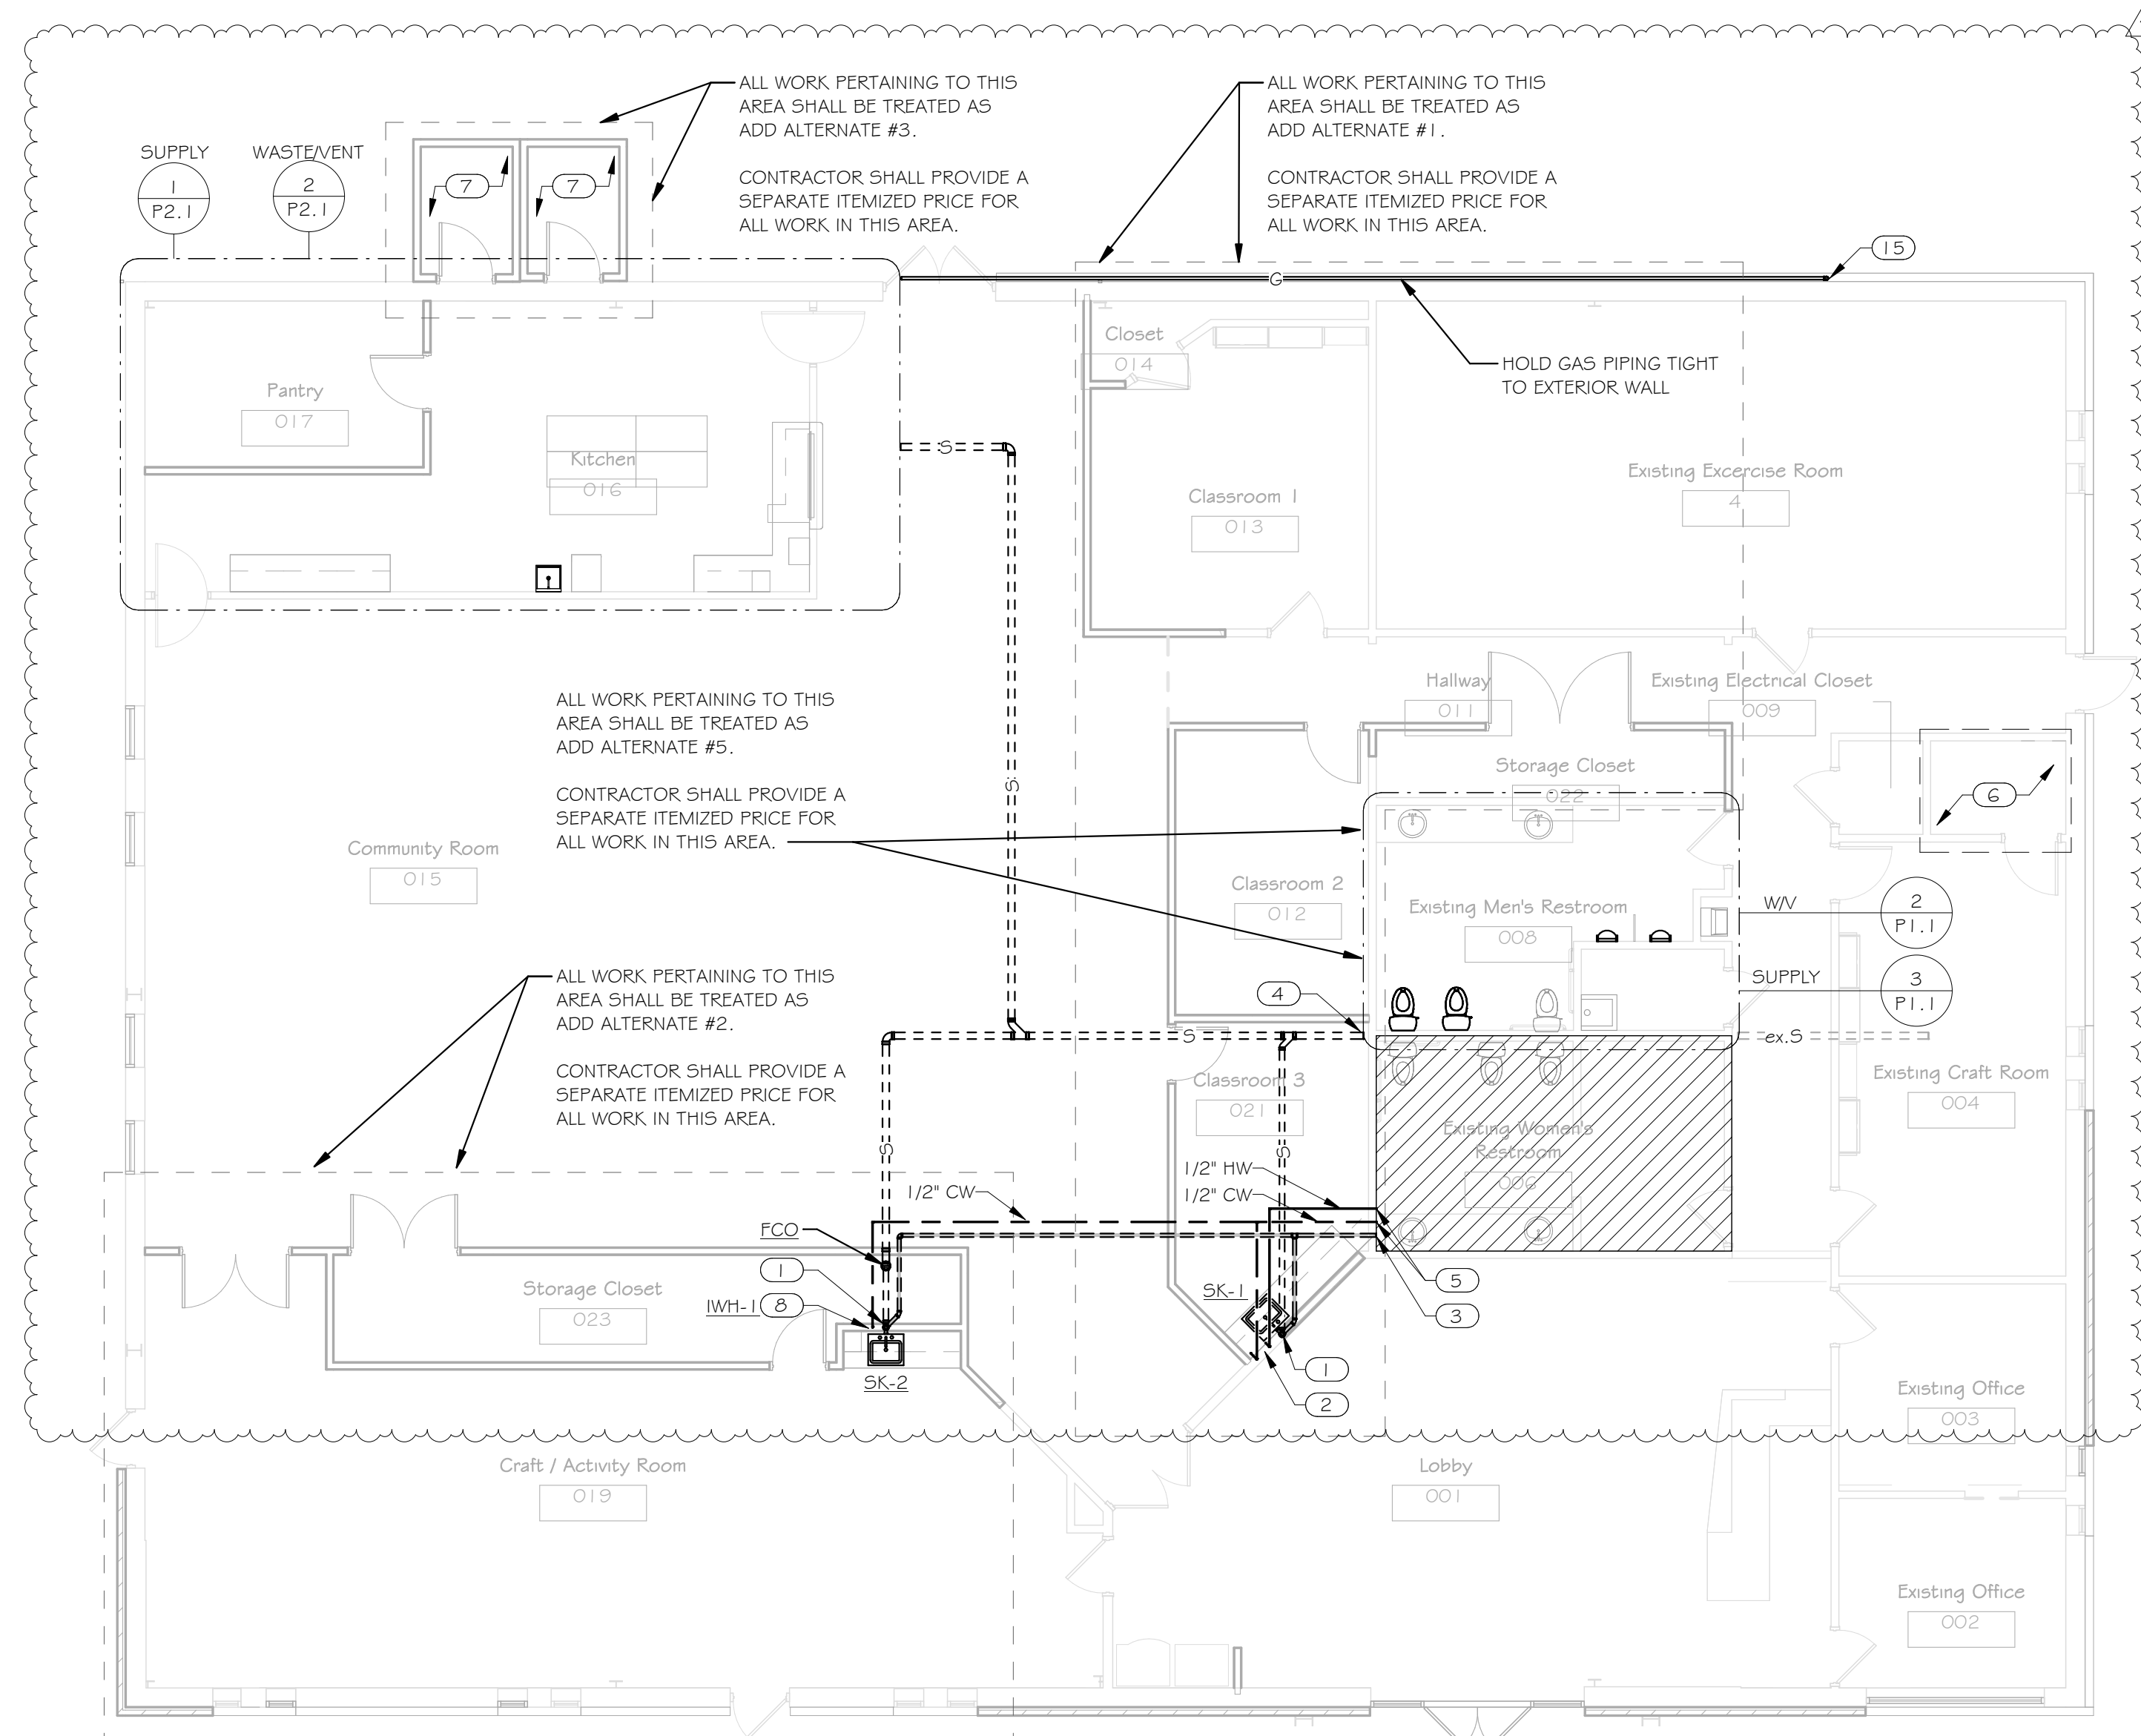 ALL WORK PERTAINING TO THIS
AREA SHALL BE TREATED AS
ADD ALTERNATE #3.
CONTRACTOR SHALL PROVIDE A
SEPARATE ITEMIZED PRICE FOR
ALL WORK IN THIS AREA.
ALL WORK PERTAINING TO THIS
AREA SHALL BE TREATED AS
ADD ALTERNATE #1.
CONTRACTOR SHALL PROVIDE A
SEPARATE ITEMIZED PRICE FOR
ALL WORK IN THIS AREA.
SUPPLY
1
P2.1
WASTE/VENT
2
P2.1
7
7
15
G
HOLD GAS PIPING TIGHT
TO EXTERIOR WALL
Closet
014
Pantry
017
Kitchen
016
S
Classroom 1
013
Existing Excercise Room
4
Hallway
011
Existing Electrical Closet
009
ALL WORK PERTAINING TO THIS
AREA SHALL BE TREATED AS
ADD ALTERNATE #5.
CONTRACTOR SHALL PROVIDE A
SEPARATE ITEMIZED PRICE FOR
ALL WORK IN THIS AREA.
S
Storage Closet
022
6
Community Room
015
Classroom 2
012
Existing Men's Restroom
008
W/V
2
P1.1
SUPPLY
3
P1.1
ALL WORK PERTAINING TO THIS
AREA SHALL BE TREATED AS
ADD ALTERNATE #2.
CONTRACTOR SHALL PROVIDE A
SEPARATE ITEMIZED PRICE FOR
ALL WORK IN THIS AREA.
4
S
ex.S
Classroom 3
021
Existing Craft Room
004
Existing Women's
Restroom
006
S
S
1/2" HW
1/2" CW
1/2" CW
FCO
1
IWH-1
8
SK-2
SK-1
5
3
1
2
Storage Closet
023
Existing Office
003
Craft / Activity Room
019
Lobby
001
Existing Office
002